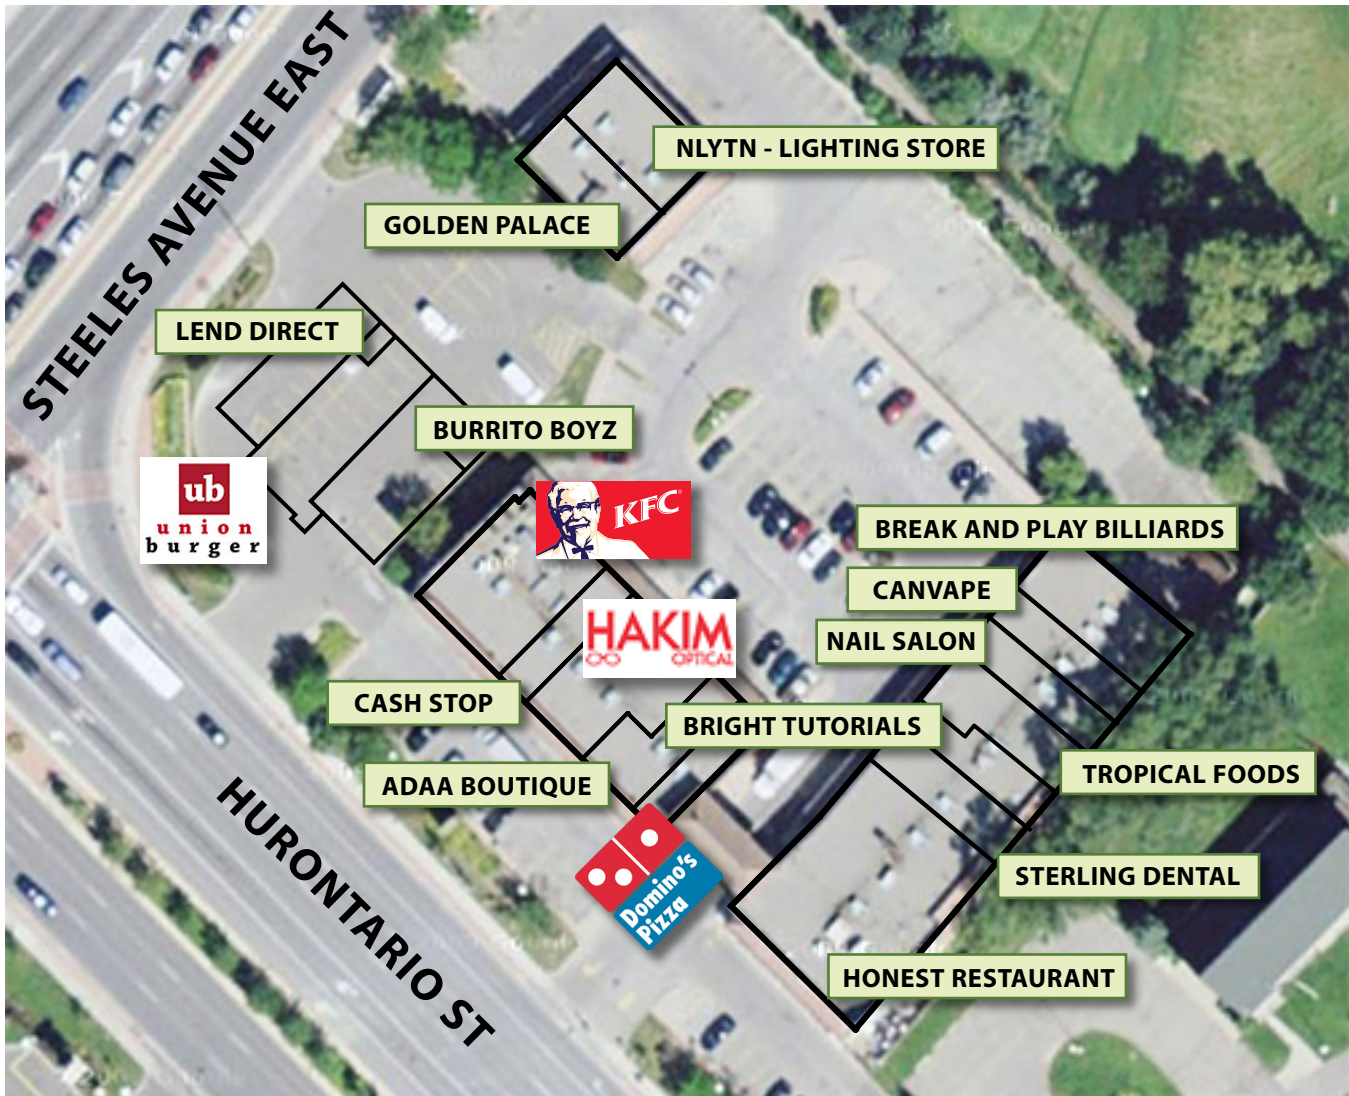 STEELES AVENUE EAST
NLYTN - LIGHTING STORE
GOLDEN PALACE
LEND DIRECT
BURRITO BOYZ
ub
union
burger
KFC
BREAK AND PLAY BILLIARDS
CANVAPE
HAKIM
OPTICAL
NAIL SALON
CASH STOP
BRIGHT TUTORIALS
TROPICAL FOODS
ADAA BOUTIQUE
HURONTARIO ST
Domino's
Pizza
STERLING DENTAL
HONEST RESTAURANT